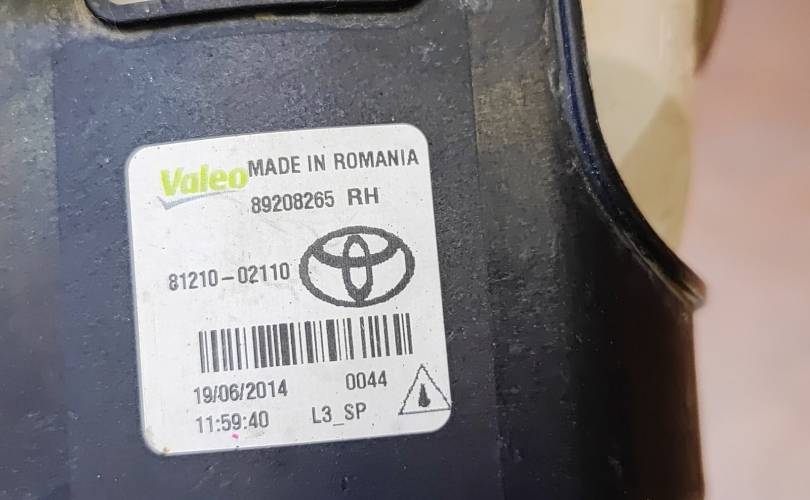 Valeo MADE IN ROMANIA
89208265 RH
81210-02110
19/06/2014 0044
11:59:40 L3_SP